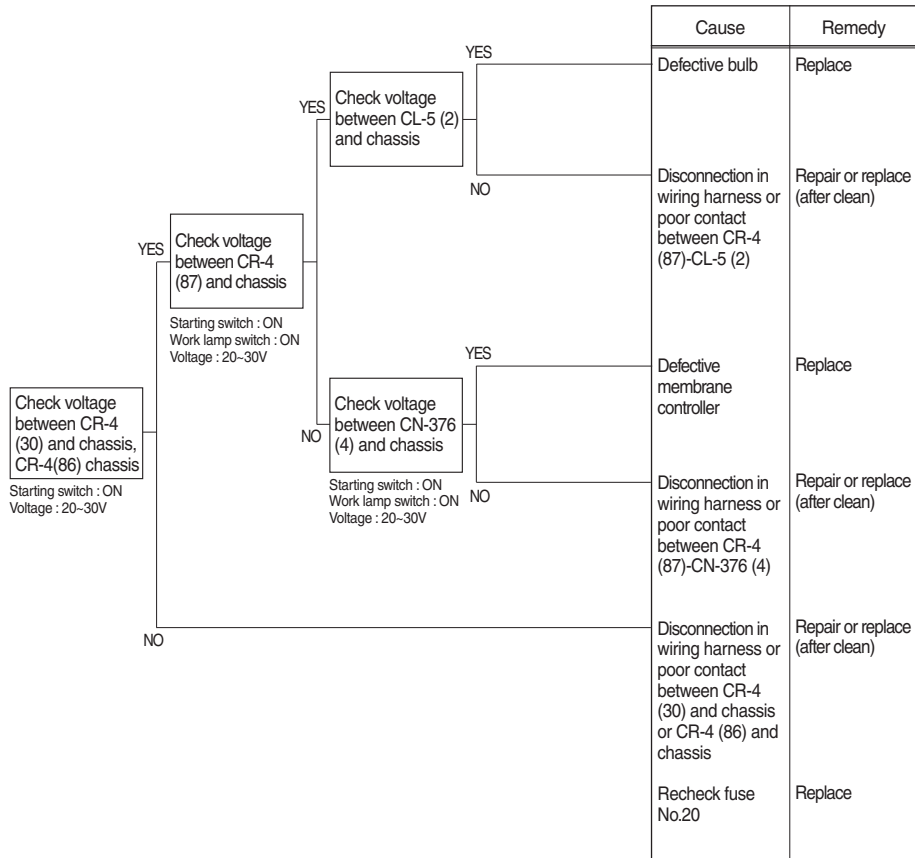 Cause
Remedy
YES
Defective bulb
Replace
YES
Check voltage
between CL-5 (2)
and chassis
NO
Disconnection in
wiring harness or
poor contact
between CR-4
(87)-CL-5 (2)
Repair or replace
(after clean)
YES
Check voltage
between CR-4
(87) and chassis
Starting switch : ON
Work lamp switch : ON
Voltage : 20~30V
YES
Defective
membrane
controller
Replace
Check voltage
between CR-4
(30) and chassis,
CR-4(86) chassis
Starting switch : ON
Voltage : 20~30V
NO
Check voltage
between CN-376
(4) and chassis
Starting switch : ON
Work lamp switch : ON
Voltage : 20~30V
NO
Disconnection in
wiring harness or
poor contact
between CR-4
(87)-CN-376 (4)
Repair or replace
(after clean)
NO
Disconnection in
wiring harness or
poor contact
between CR-4
(30) and chassis
or CR-4 (86) and
chassis
Repair or replace
(after clean)
Recheck fuse
No.20
Replace